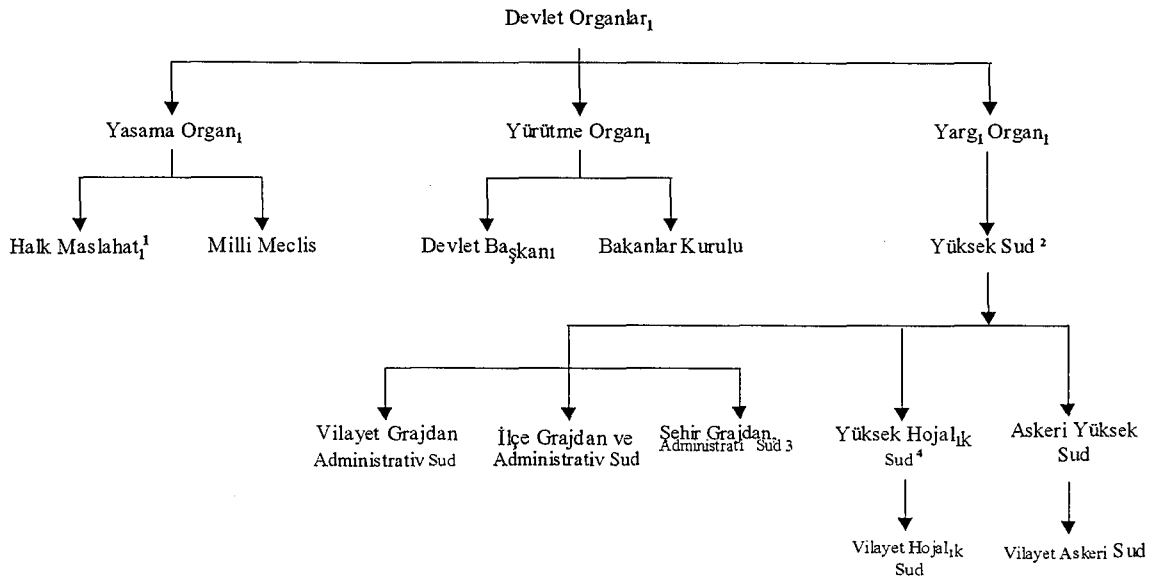 Devlet Organları
Yasama Organı
Yürütme Organı
Yargı Organı
Halk Maslahatı¹
Milli Meclis
Devlet Başkanı
Bakanlar Kurulu
Yüksek Sud ²
Vilayet Grajdan
Administrativ Sud
İlçe Grajdan ve
Administrativ Sud
Şehir Grajdan.
Administrati Sud 3
Yüksek Hojalık
Sud ⁴
Askeri Yüksek
Sud
Vilayet Hojalık
Sud
Vilayet Askeri Sud